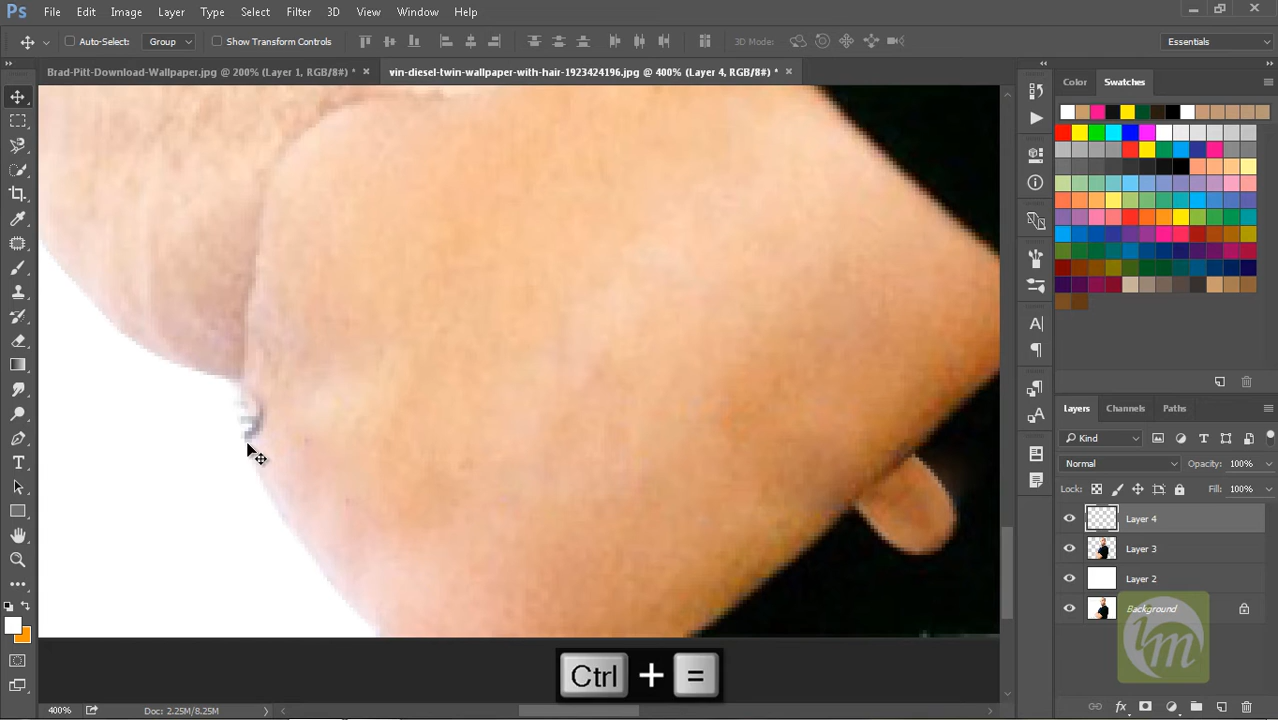 Ps File Edit Image Layer Type Select Filter 3D View Window Help
Auto-Select: Group Show Transform Controls 3D Mode: Essentials
Brad-Pitt-Download-Wallpaper.jpg @ 200% (Layer 1, RGB/8#) * vin-diesel-twin-wallpaper-with-hair-1923424196.jpg @ 400% (Layer 4, RGB/8#) *
Color Swatches
Layers Channels Paths
Kind
Normal Opacity: 100%
Lock: Fill: 100%
Layer 4
Layer 3
Layer 2
Background
lm
Ctrl + =
400% Doc: 2.25M/8.25M